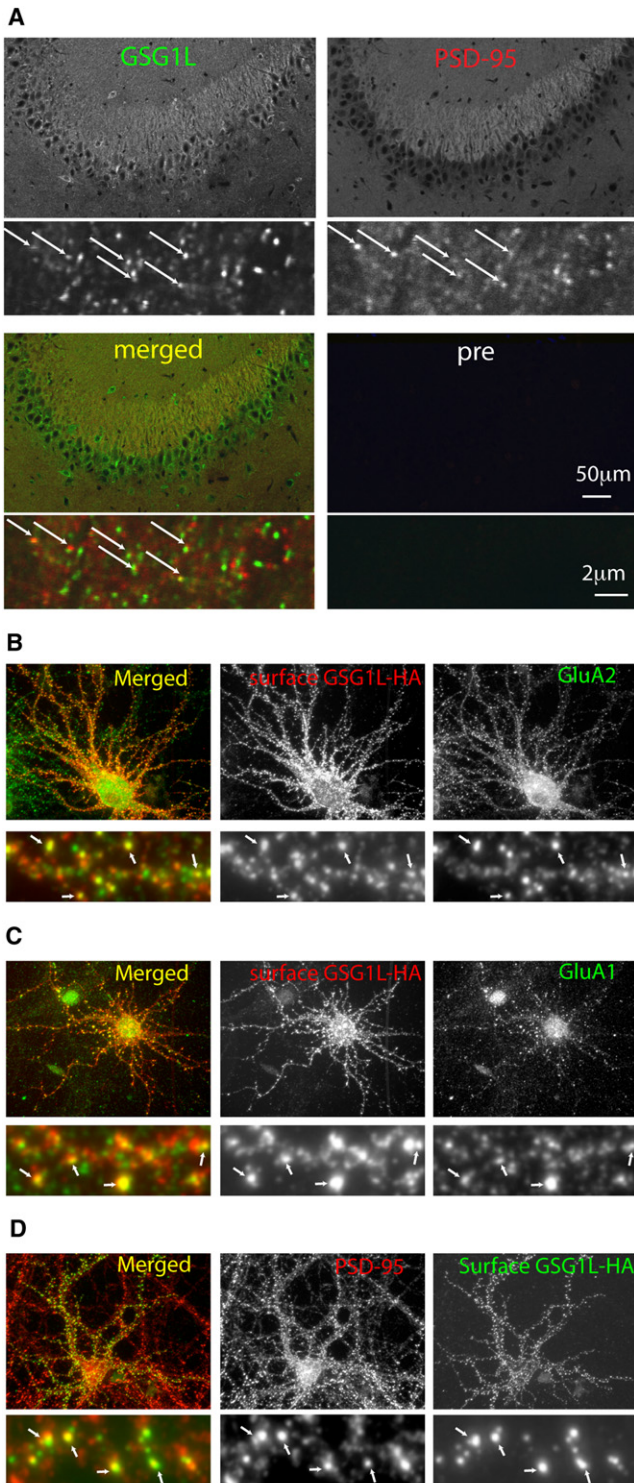 A
GSG1L
PSD-95
merged
pre
50μm
2μm
B
Merged
surface GSG1L-HA
GluA2
C
Merged
surface GSG1L-HA
GluA1
D
Merged
PSD-95
Surface GSG1L-HA